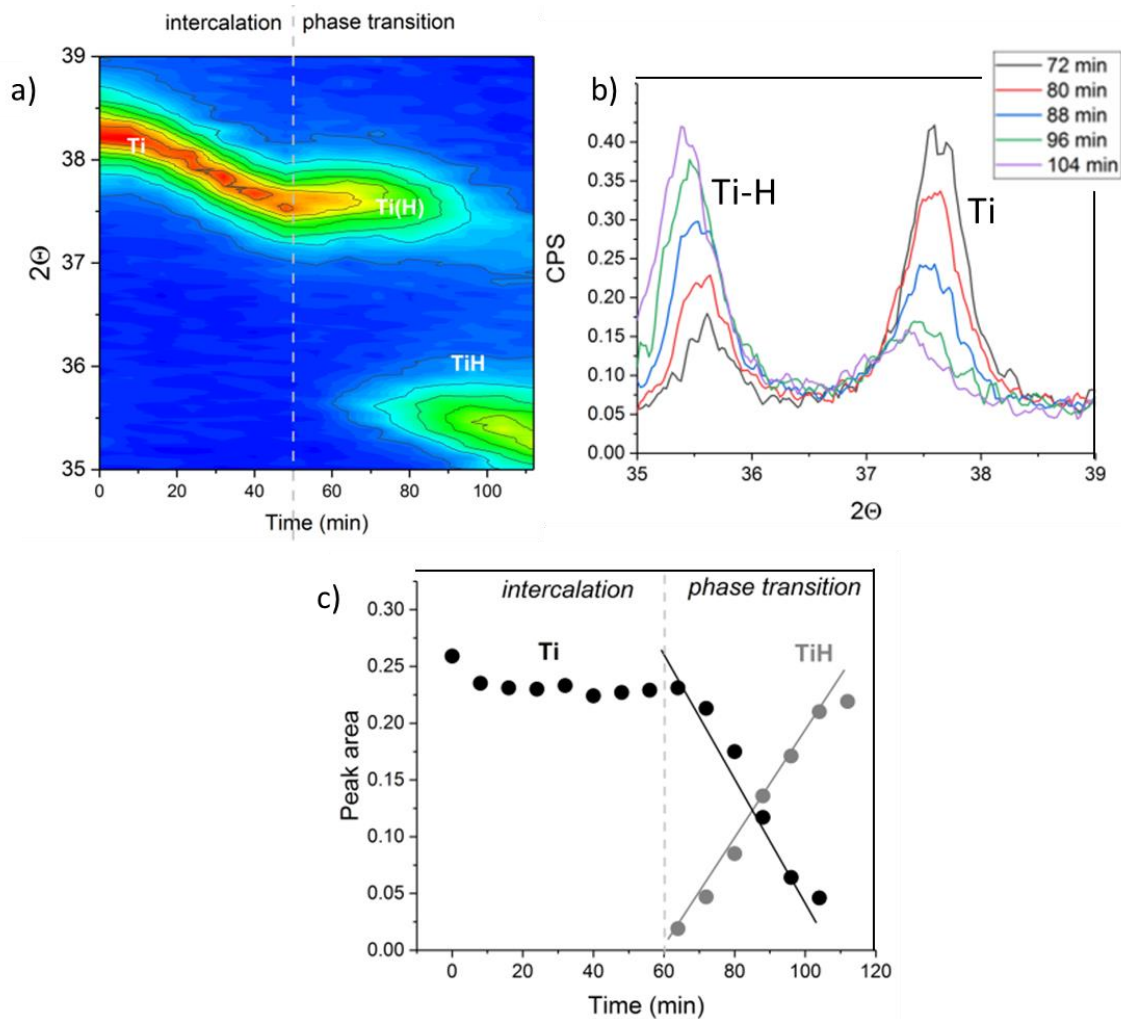 intercalation phase transition
a)
39
38
37
36
35
2Θ
Ti
Ti(H)
TiH
0 20 40 60 80 100
Time (min)
b)
72 min
80 min
88 min
96 min
104 min
0.40
0.35
0.30
0.25
0.20
0.15
0.10
0.05
0.00
CPS
Ti-H
Ti
35 36 37 38 39
2Θ
c)
intercalation phase transition
0.30
0.25
0.20
0.15
0.10
0.05
0.00
Peak area
Ti
TiH
0 20 40 60 80 100 120
Time (min)